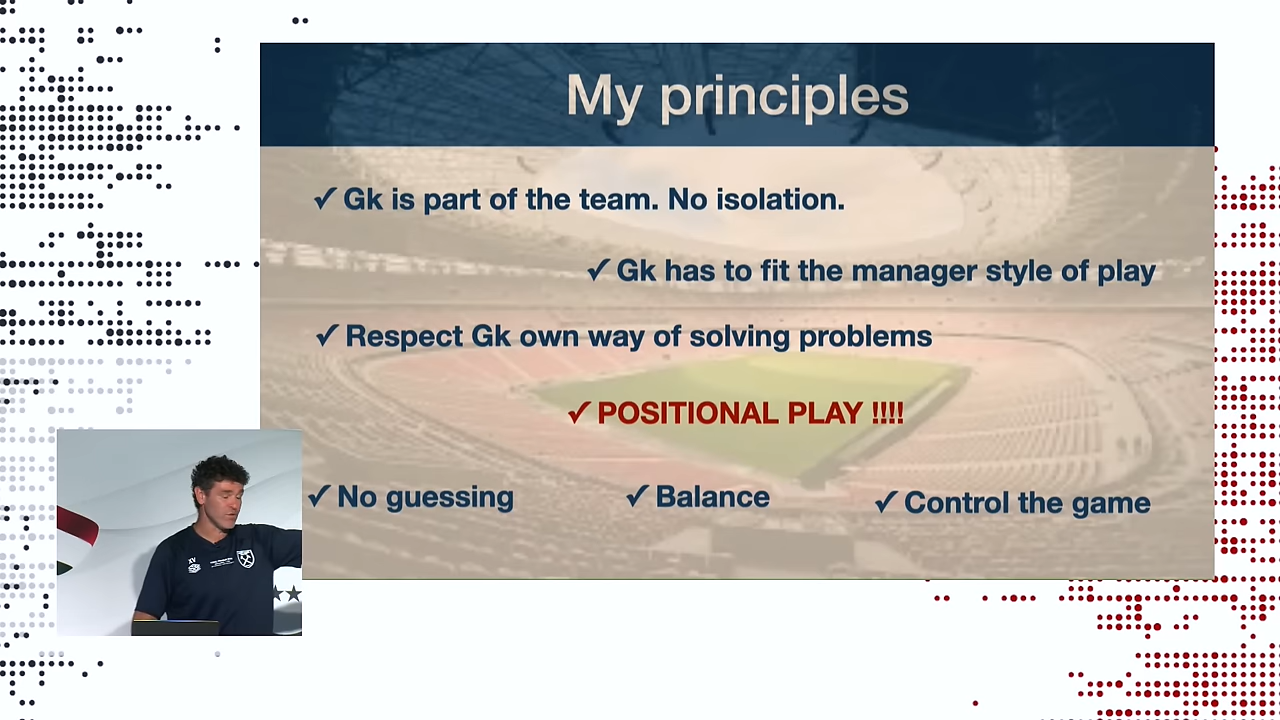 My principles
✓ Gk is part of the team. No isolation.
✓ Gk has to fit the manager style of play
✓ Respect Gk own way of solving problems
✓ POSITIONAL PLAY !!!!
✓ No guessing
✓ Balance
✓ Control the game
XV